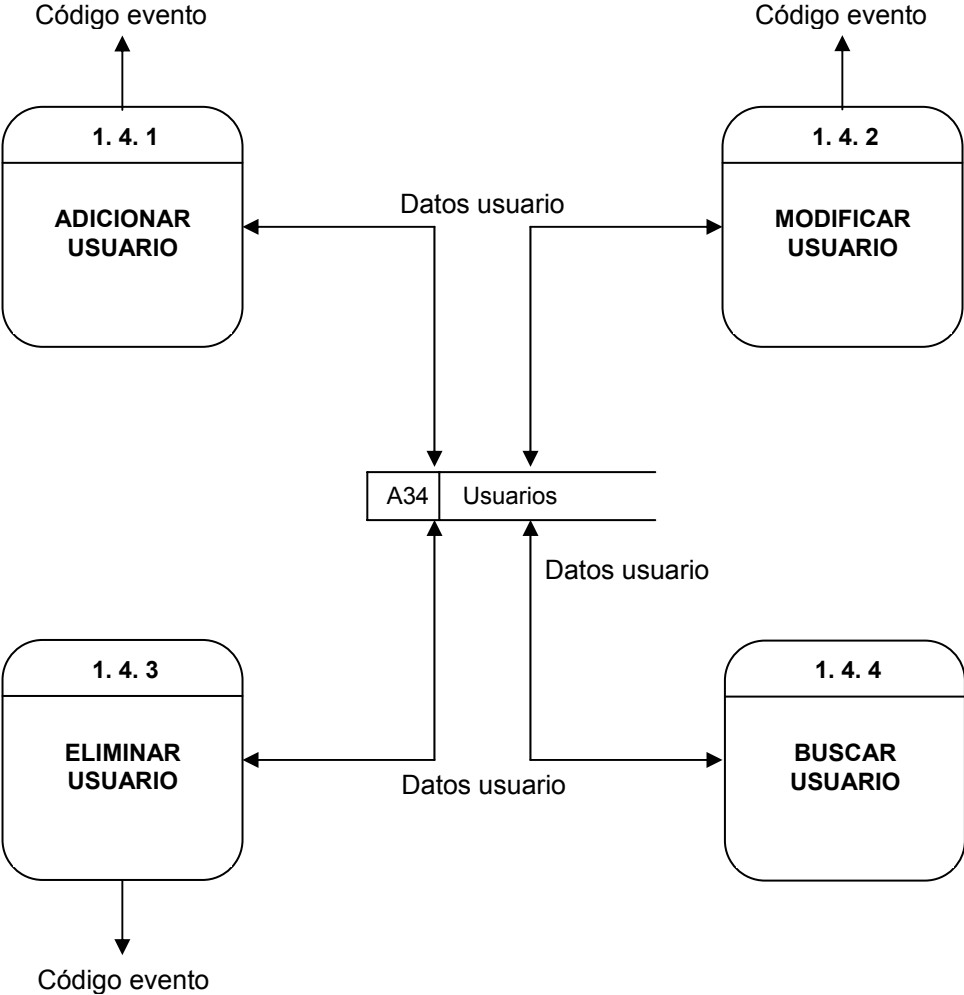 Código evento
Código evento
1. 4. 1
1. 4. 2
ADICIONAR
USUARIO
Datos usuario
MODIFICAR
USUARIO
A34
Usuarios
Datos usuario
1. 4. 3
1. 4. 4
ELIMINAR
USUARIO
Datos usuario
BUSCAR
USUARIO
Código evento